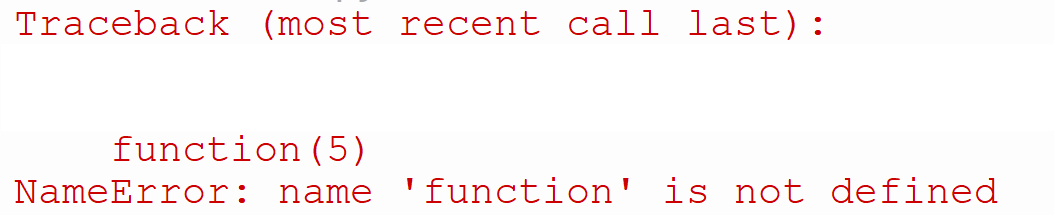 Traceback (most recent call last):
function(5)
NameError: name 'function' is not defined